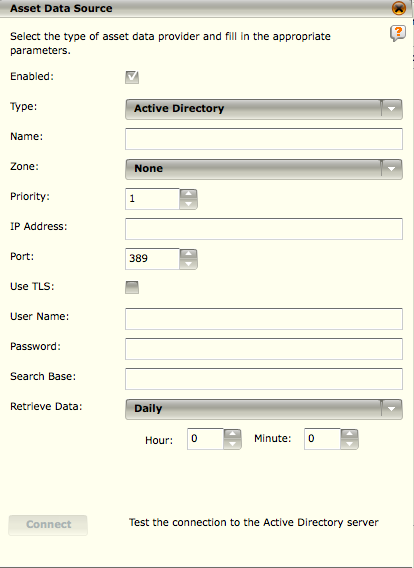 Asset Data Source
Select the type of asset data provider and fill in the appropriate
parameters.
?
Enabled:
Type: Active Directory
Name:
Zone: None
Priority: 1
IP Address:
Port: 389
Use TLS:
User Name:
Password:
Search Base:
Retrieve Data: Daily
Hour: 0 Minute: 0
Connect Test the connection to the Active Directory server